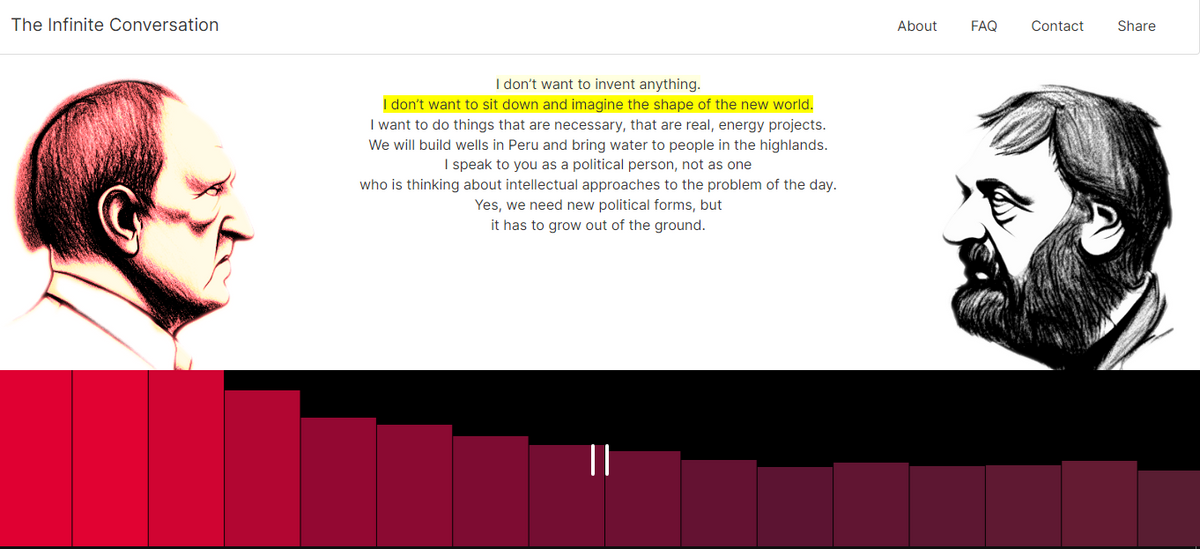 The Infinite Conversation
About FAQ Contact Share
I don’t want to invent anything.
I don’t want to sit down and imagine the shape of the new world.
I want to do things that are necessary, that are real, energy projects.
We will build wells in Peru and bring water to people in the highlands.
I speak to you as a political person, not as one
who is thinking about intellectual approaches to the problem of the day.
Yes, we need new political forms, but
it has to grow out of the ground.